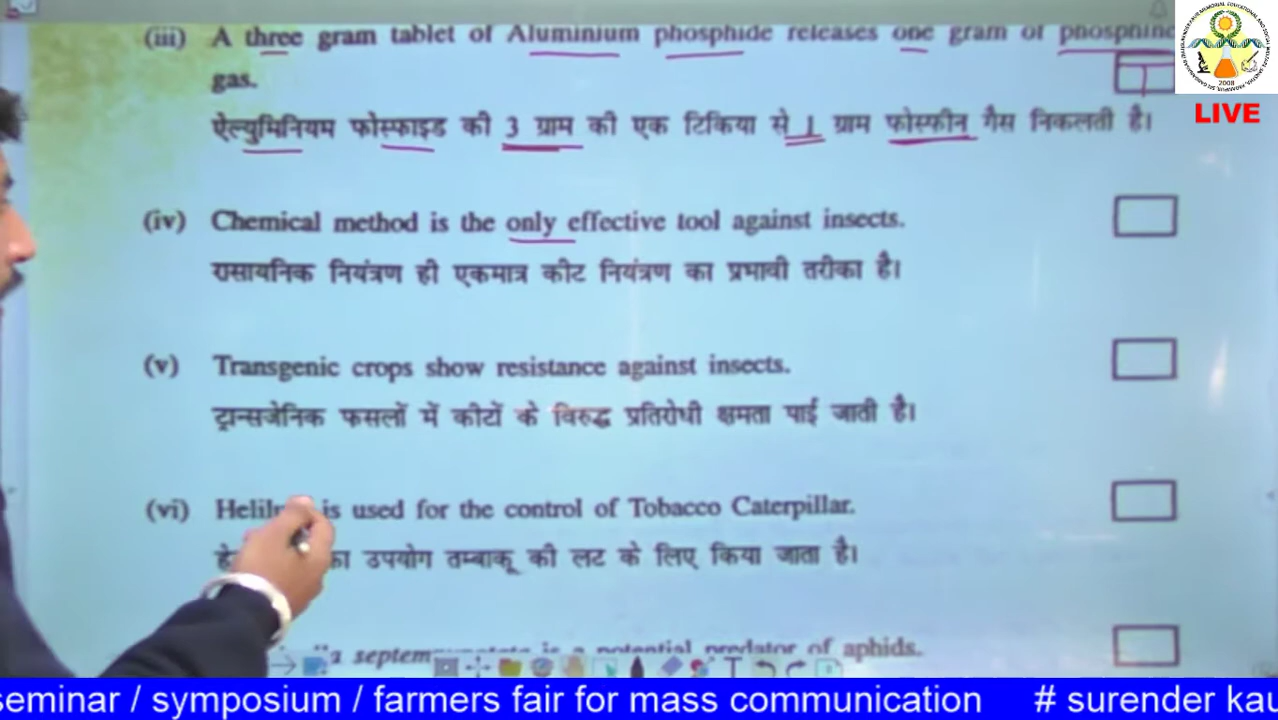 (iii) A three gram tablet of Aluminium phosphide releases one gram of phosphine
gas.
T
ऐल्युमिनियम फोस्फाइड की 3 ग्राम की एक टिकिया से 1 ग्राम फोस्फीन गैस निकलती है।
(iv) Chemical method is the only effective tool against insects.
रासायनिक नियंत्रण ही एकमात्र कीट नियंत्रण का प्रभावी तरीका है।
(v) Transgenic crops show resistance against insects.
ट्रान्सजेनिक फसलों में कीटों के विरुद्ध प्रतिरोधी क्षमता पाई जाती है।
(vi) is used for the control of Tobacco Caterpillar.
का उपयोग तम्बाकू की लट के लिए किया जाता है।
is a potential predator of aphids.
2008
LIVE
seminar / symposium / farmers fair for mass communication # surender kau